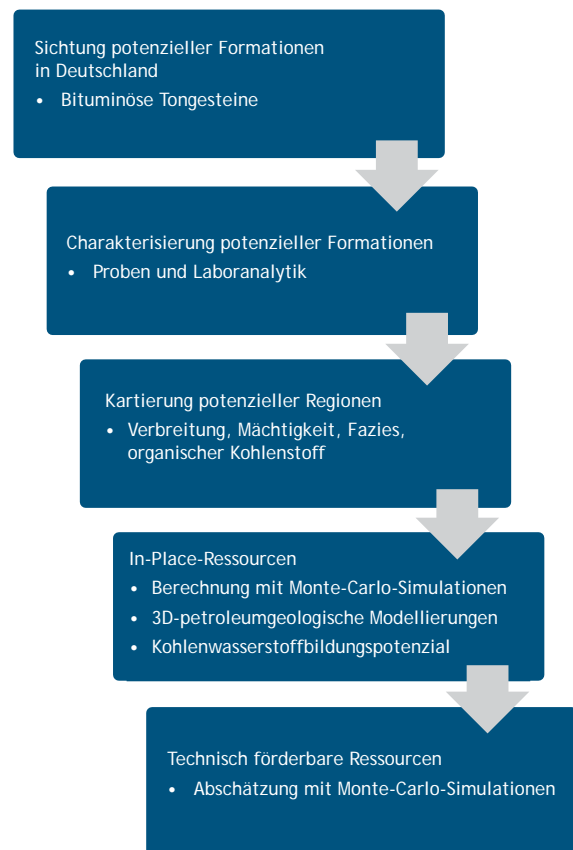 Sichtung potenzieller Formationen
in Deutschland
• Bituminöse Tongesteine
Charakterisierung potenzieller Formationen
• Proben und Laboranalytik
Kartierung potenzieller Regionen
• Verbreitung, Mächtigkeit, Fazies,
organischer Kohlenstoff
In-Place-Ressourcen
• Berechnung mit Monte-Carlo-Simulationen
• 3D-petroleumgeologische Modellierungen
• Kohlenwasserstoffbildungspotenzial
Technisch förderbare Ressourcen
• Abschätzung mit Monte-Carlo-Simulationen